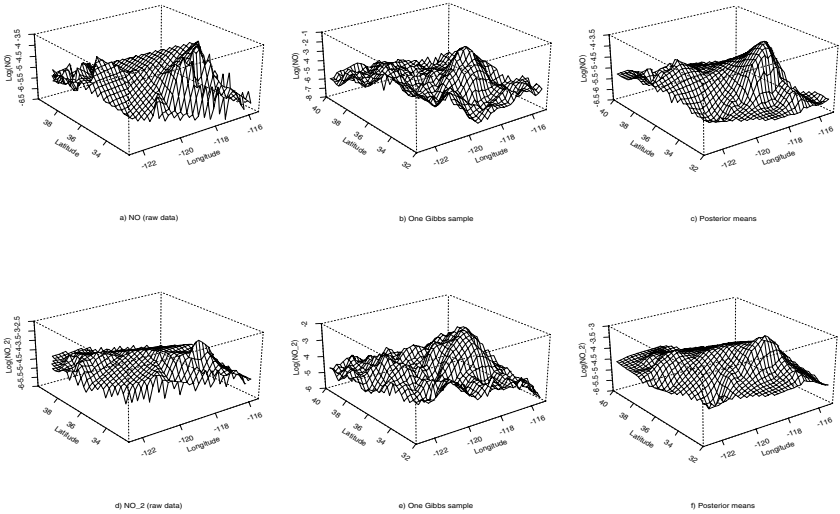 Log(NO)
-6.5 -6 -5.5 -5 -4.5 -4 -3.5
38
36
34
Latitude
-122
-120
-118
-116
Longitude
a) NO (raw data)
Log(NO)
-8 -7 -6 -5 -4 -3 -2 -1
40
38
36
34
32
Latitude
-122
-120
-118
-116
Longitude
b) One Gibbs sample
Log(NO)
-6.5 -6 -5.5 -5 -4.5 -4 -3.5
40
38
36
34
32
Latitude
-122
-120
-118
-116
Longitude
c) Posterior means
Log(NO_2)
-6 -5.5 -5 -4.5 -4 -3.5 -3 -2.5
38
36
34
Latitude
-122
-120
-118
-116
Longitude
d) NO_2 (raw data)
Log(NO_2)
-6 -5 -4 -3 -2
40
38
36
34
32
Latitude
-122
-120
-118
-116
Longitude
e) One Gibbs sample
Log(NO_2)
-6 -5.5 -5 -4.5 -4 -3.5 -3
40
38
36
34
32
Latitude
-122
-120
-118
-116
Longitude
f) Posterior means